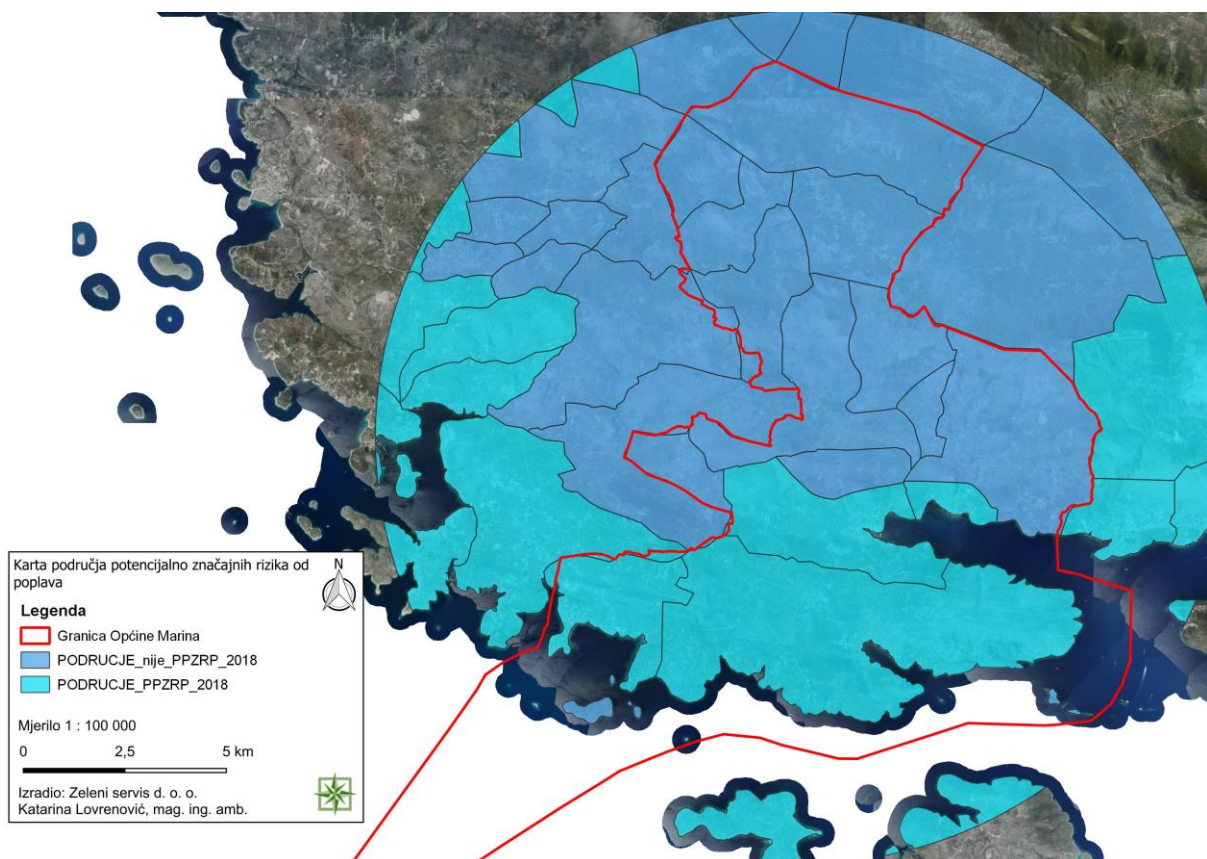 Karta područja potencijalno značajnih rizika od
poplava
N
Legenda
Granica Općine Marina
PODRUCJE_nije_PPZRP_2018
PODRUCJE_PPZRP_2018
Mjerilo 1 : 100 000
0 2,5 5 km
Izradio: Zeleni servis d. o. o.
Katarina Lovrenović, mag. ing. amb.